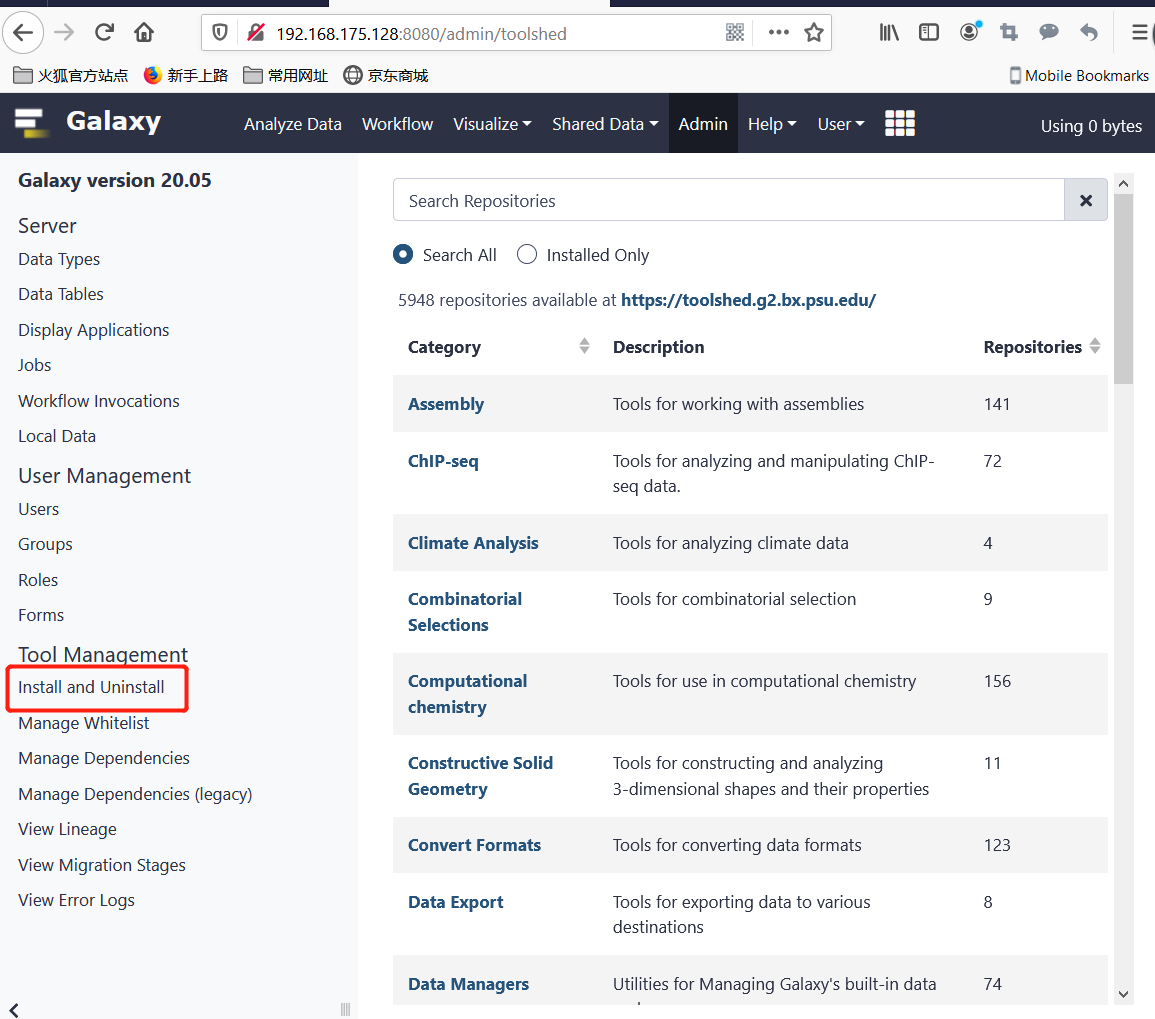 192.168.175.128:8080/admin/toolshed
火狐官方站点 新手上路 常用网址 京东商城 Mobile Bookmarks
Galaxy Analyze Data Workflow Visualize Shared Data Admin Help User Using 0 bytes
Galaxy version 20.05
Server
Data Types
Data Tables
Display Applications
Jobs
Workflow Invocations
Local Data
User Management
Users
Groups
Roles
Forms
Tool Management
Install and Uninstall
Manage Whitelist
Manage Dependencies
Manage Dependencies (legacy)
View Lineage
View Migration Stages
View Error Logs
Search Repositories
Search All Installed Only
5948 repositories available at https://toolshed.g2.bx.psu.edu/
Category Description Repositories
Assembly Tools for working with assemblies 141
ChIP-seq Tools for analyzing and manipulating ChIP- 72
seq data.
Climate Analysis Tools for analyzing climate data 4
Combinatorial Tools for combinatorial selection 9
Selections
Computational Tools for use in computational chemistry 156
chemistry
Constructive Solid Tools for constructing and analyzing 11
Geometry 3-dimensional shapes and their properties
Convert Formats Tools for converting data formats 123
Data Export Tools for exporting data to various 8
destinations
Data Managers Utilities for Managing Galaxy's built-in data 74